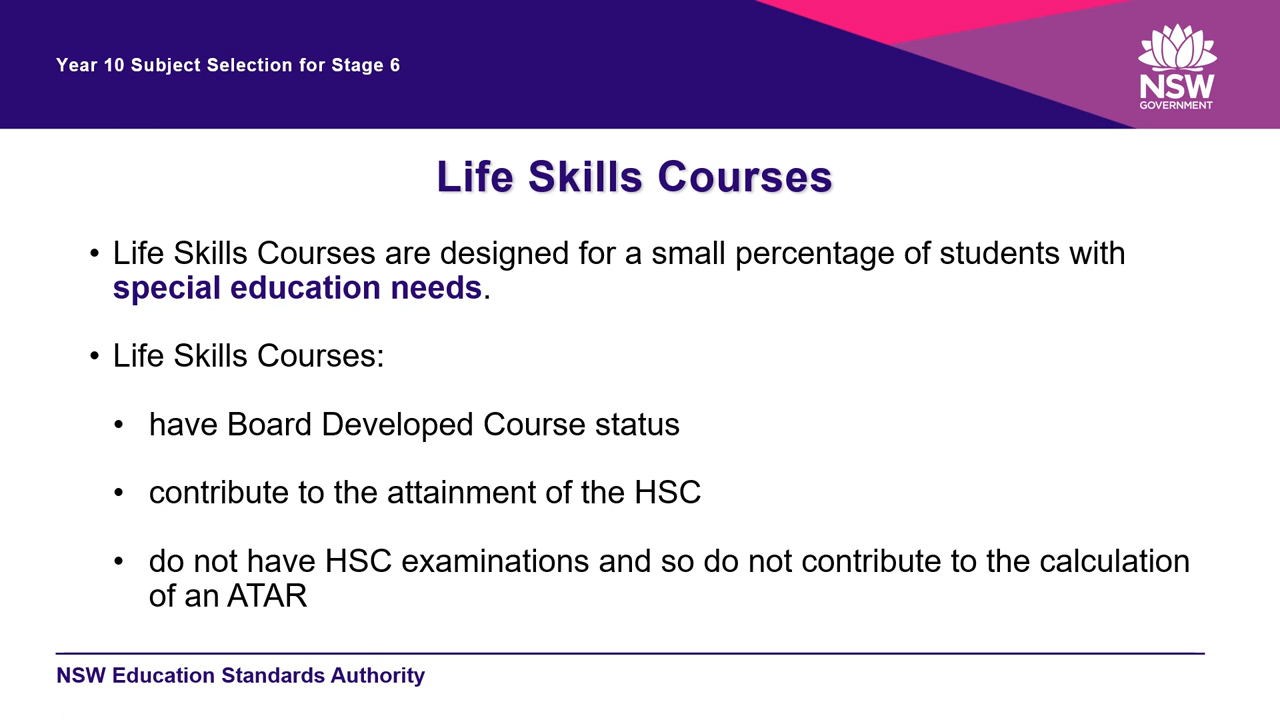 Year 10 Subject Selection for Stage 6
NSW
GOVERNMENT
Life Skills Courses
• Life Skills Courses are designed for a small percentage of students with
special education needs.
• Life Skills Courses:
• have Board Developed Course status
• contribute to the attainment of the HSC
• do not have HSC examinations and so do not contribute to the calculation
of an ATAR
NSW Education Standards Authority